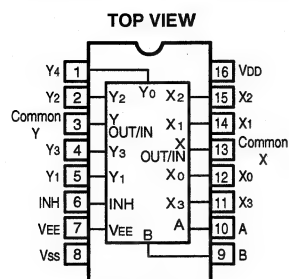 TOP VIEW
Y4 1 Y0 16 VDD
Y2 2 Y2 X2 15 X2
Common Y 3 Y OUT/IN X1 14 X1
Y3 4 Y3 X OUT/IN 13 Common X
Y1 5 Y1 X0 12 X0
INH 6 INH X3 11 X3
VEE 7 VEE A 10 A
VSS 8 B 9 B